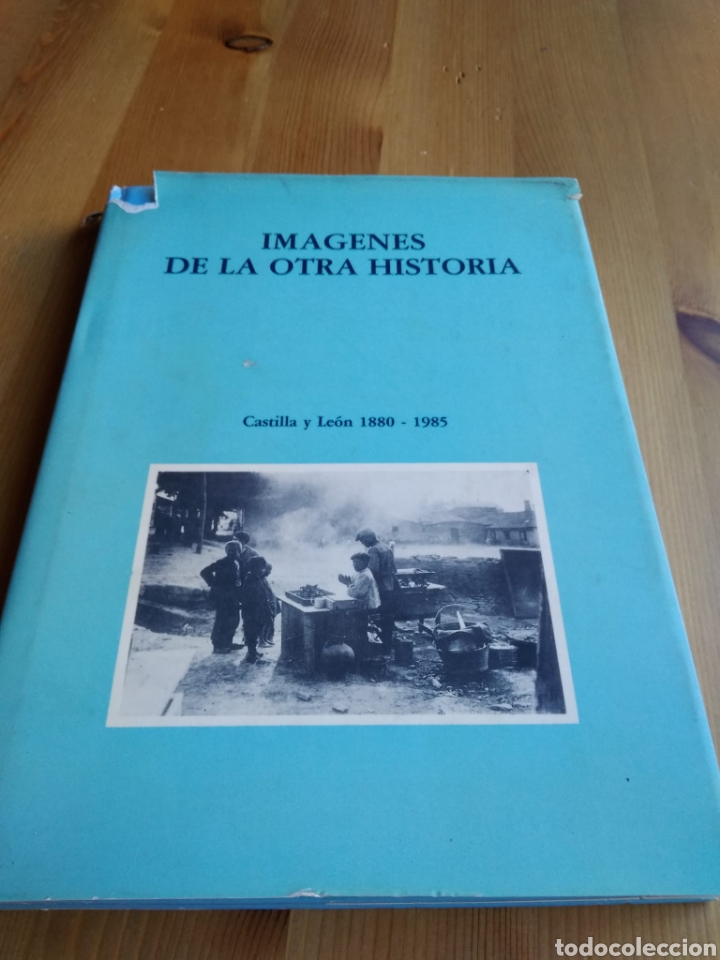 IMAGENES
DE LA OTRA HISTORIA
Castilla y León 1880 - 1985
todocoleccion